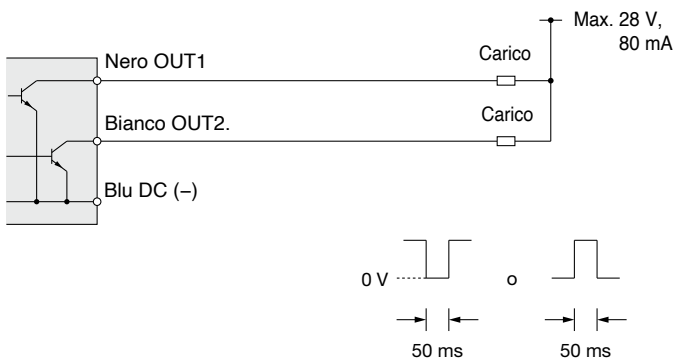 Max. 28 V,
80 mA
Carico
Nero OUT1
Carico
Bianco OUT2.
Blu DC (−)
0 V
o
50 ms
50 ms